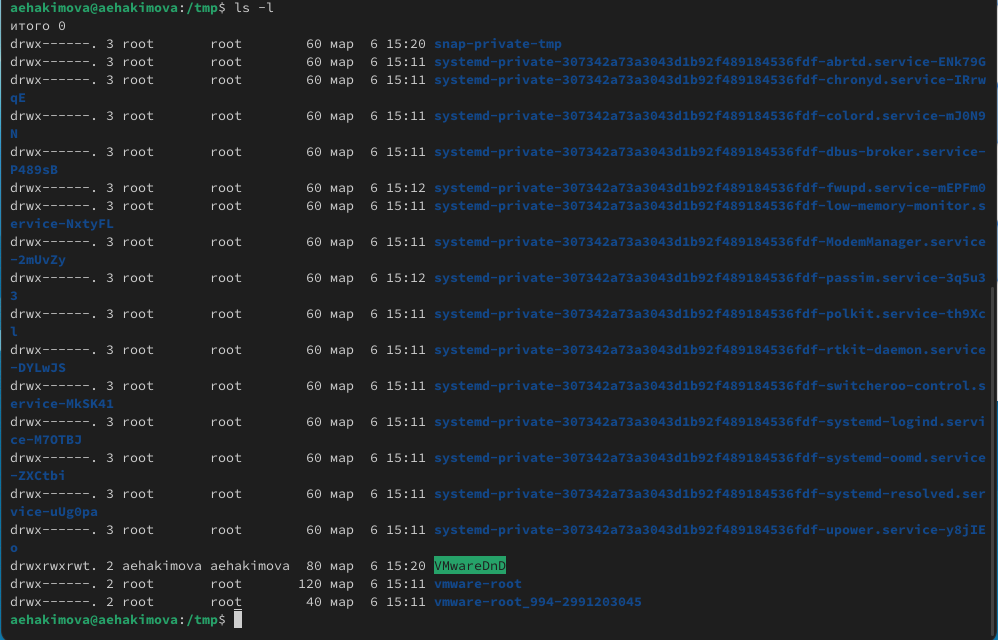 aehakimova@aehakimova:/tmp$ ls -l
итого 0
drwx------. 3 root       root        60 мар  6 15:20 snap-private-tmp
drwx------. 3 root       root        60 мар  6 15:11 systemd-private-307342a73a3043d1b92f489184536fdf-abrtd.service-ENk79G
drwx------. 3 root       root        60 мар  6 15:11 systemd-private-307342a73a3043d1b92f489184536fdf-chronyd.service-IRrw
qE
drwx------. 3 root       root        60 мар  6 15:11 systemd-private-307342a73a3043d1b92f489184536fdf-colord.service-mJ0N9
N
drwx------. 3 root       root        60 мар  6 15:11 systemd-private-307342a73a3043d1b92f489184536fdf-dbus-broker.service-
P489sB
drwx------. 3 root       root        60 мар  6 15:12 systemd-private-307342a73a3043d1b92f489184536fdf-fwupd.service-mEPFm0
drwx------. 3 root       root        60 мар  6 15:11 systemd-private-307342a73a3043d1b92f489184536fdf-low-memory-monitor.s
ervice-NxtyFL
drwx------. 3 root       root        60 мар  6 15:11 systemd-private-307342a73a3043d1b92f489184536fdf-ModemManager.service
-2mUvZy
drwx------. 3 root       root        60 мар  6 15:12 systemd-private-307342a73a3043d1b92f489184536fdf-passim.service-3q5u3
3
drwx------. 3 root       root        60 мар  6 15:11 systemd-private-307342a73a3043d1b92f489184536fdf-polkit.service-th9Xc
l
drwx------. 3 root       root        60 мар  6 15:11 systemd-private-307342a73a3043d1b92f489184536fdf-rtkit-daemon.service
-DYLwJS
drwx------. 3 root       root        60 мар  6 15:11 systemd-private-307342a73a3043d1b92f489184536fdf-switcheroo-control.s
ervice-MkSK41
drwx------. 3 root       root        60 мар  6 15:11 systemd-private-307342a73a3043d1b92f489184536fdf-systemd-logind.servi
ce-M7OTBJ
drwx------. 3 root       root        60 мар  6 15:11 systemd-private-307342a73a3043d1b92f489184536fdf-systemd-oomd.service
-ZXCtbi
drwx------. 3 root       root        60 мар  6 15:11 systemd-private-307342a73a3043d1b92f489184536fdf-systemd-resolved.ser
vice-uUg0pa
drwx------. 3 root       root        60 мар  6 15:11 systemd-private-307342a73a3043d1b92f489184536fdf-upower.service-y8jIE
o
drwxrwxrwt. 2 aehakimova aehakimova  80 мар  6 15:20 VMwareDnD
drwx------. 2 root       root       120 мар  6 15:11 vmware-root
drwx------. 2 root       root        40 мар  6 15:11 vmware-root_994-2991203045
aehakimova@aehakimova:/tmp$